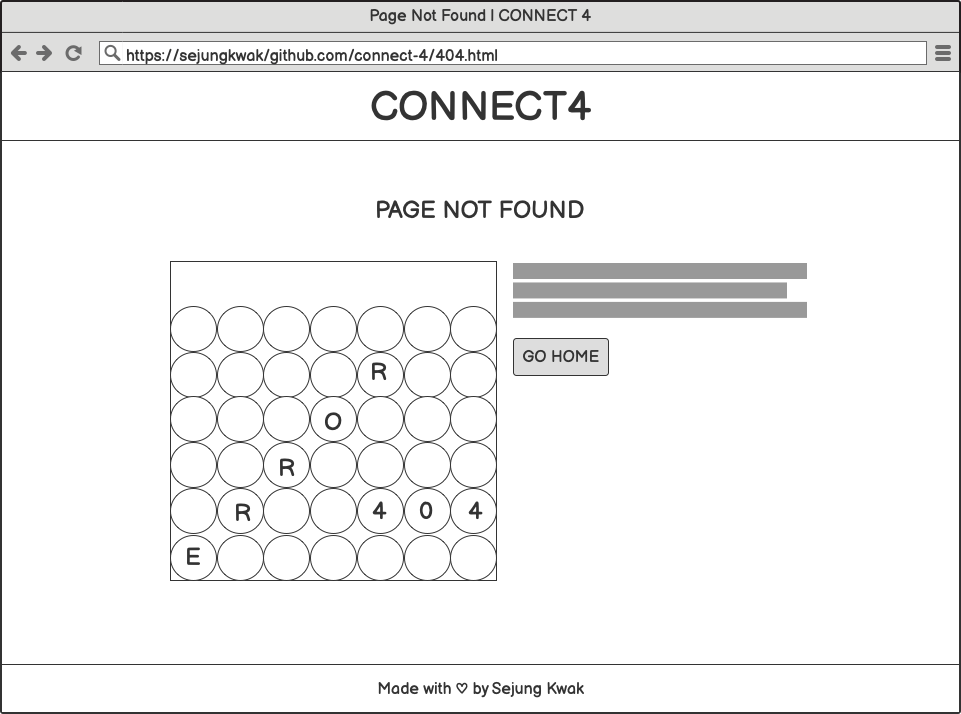 Page Not Found | CONNECT 4
https://sejungkwak/github.com/connect-4/404.html
CONNECT4
PAGE NOT FOUND
R
O
R
R 4 0 4
E
GO HOME
Made with ♡ by Sejung Kwak